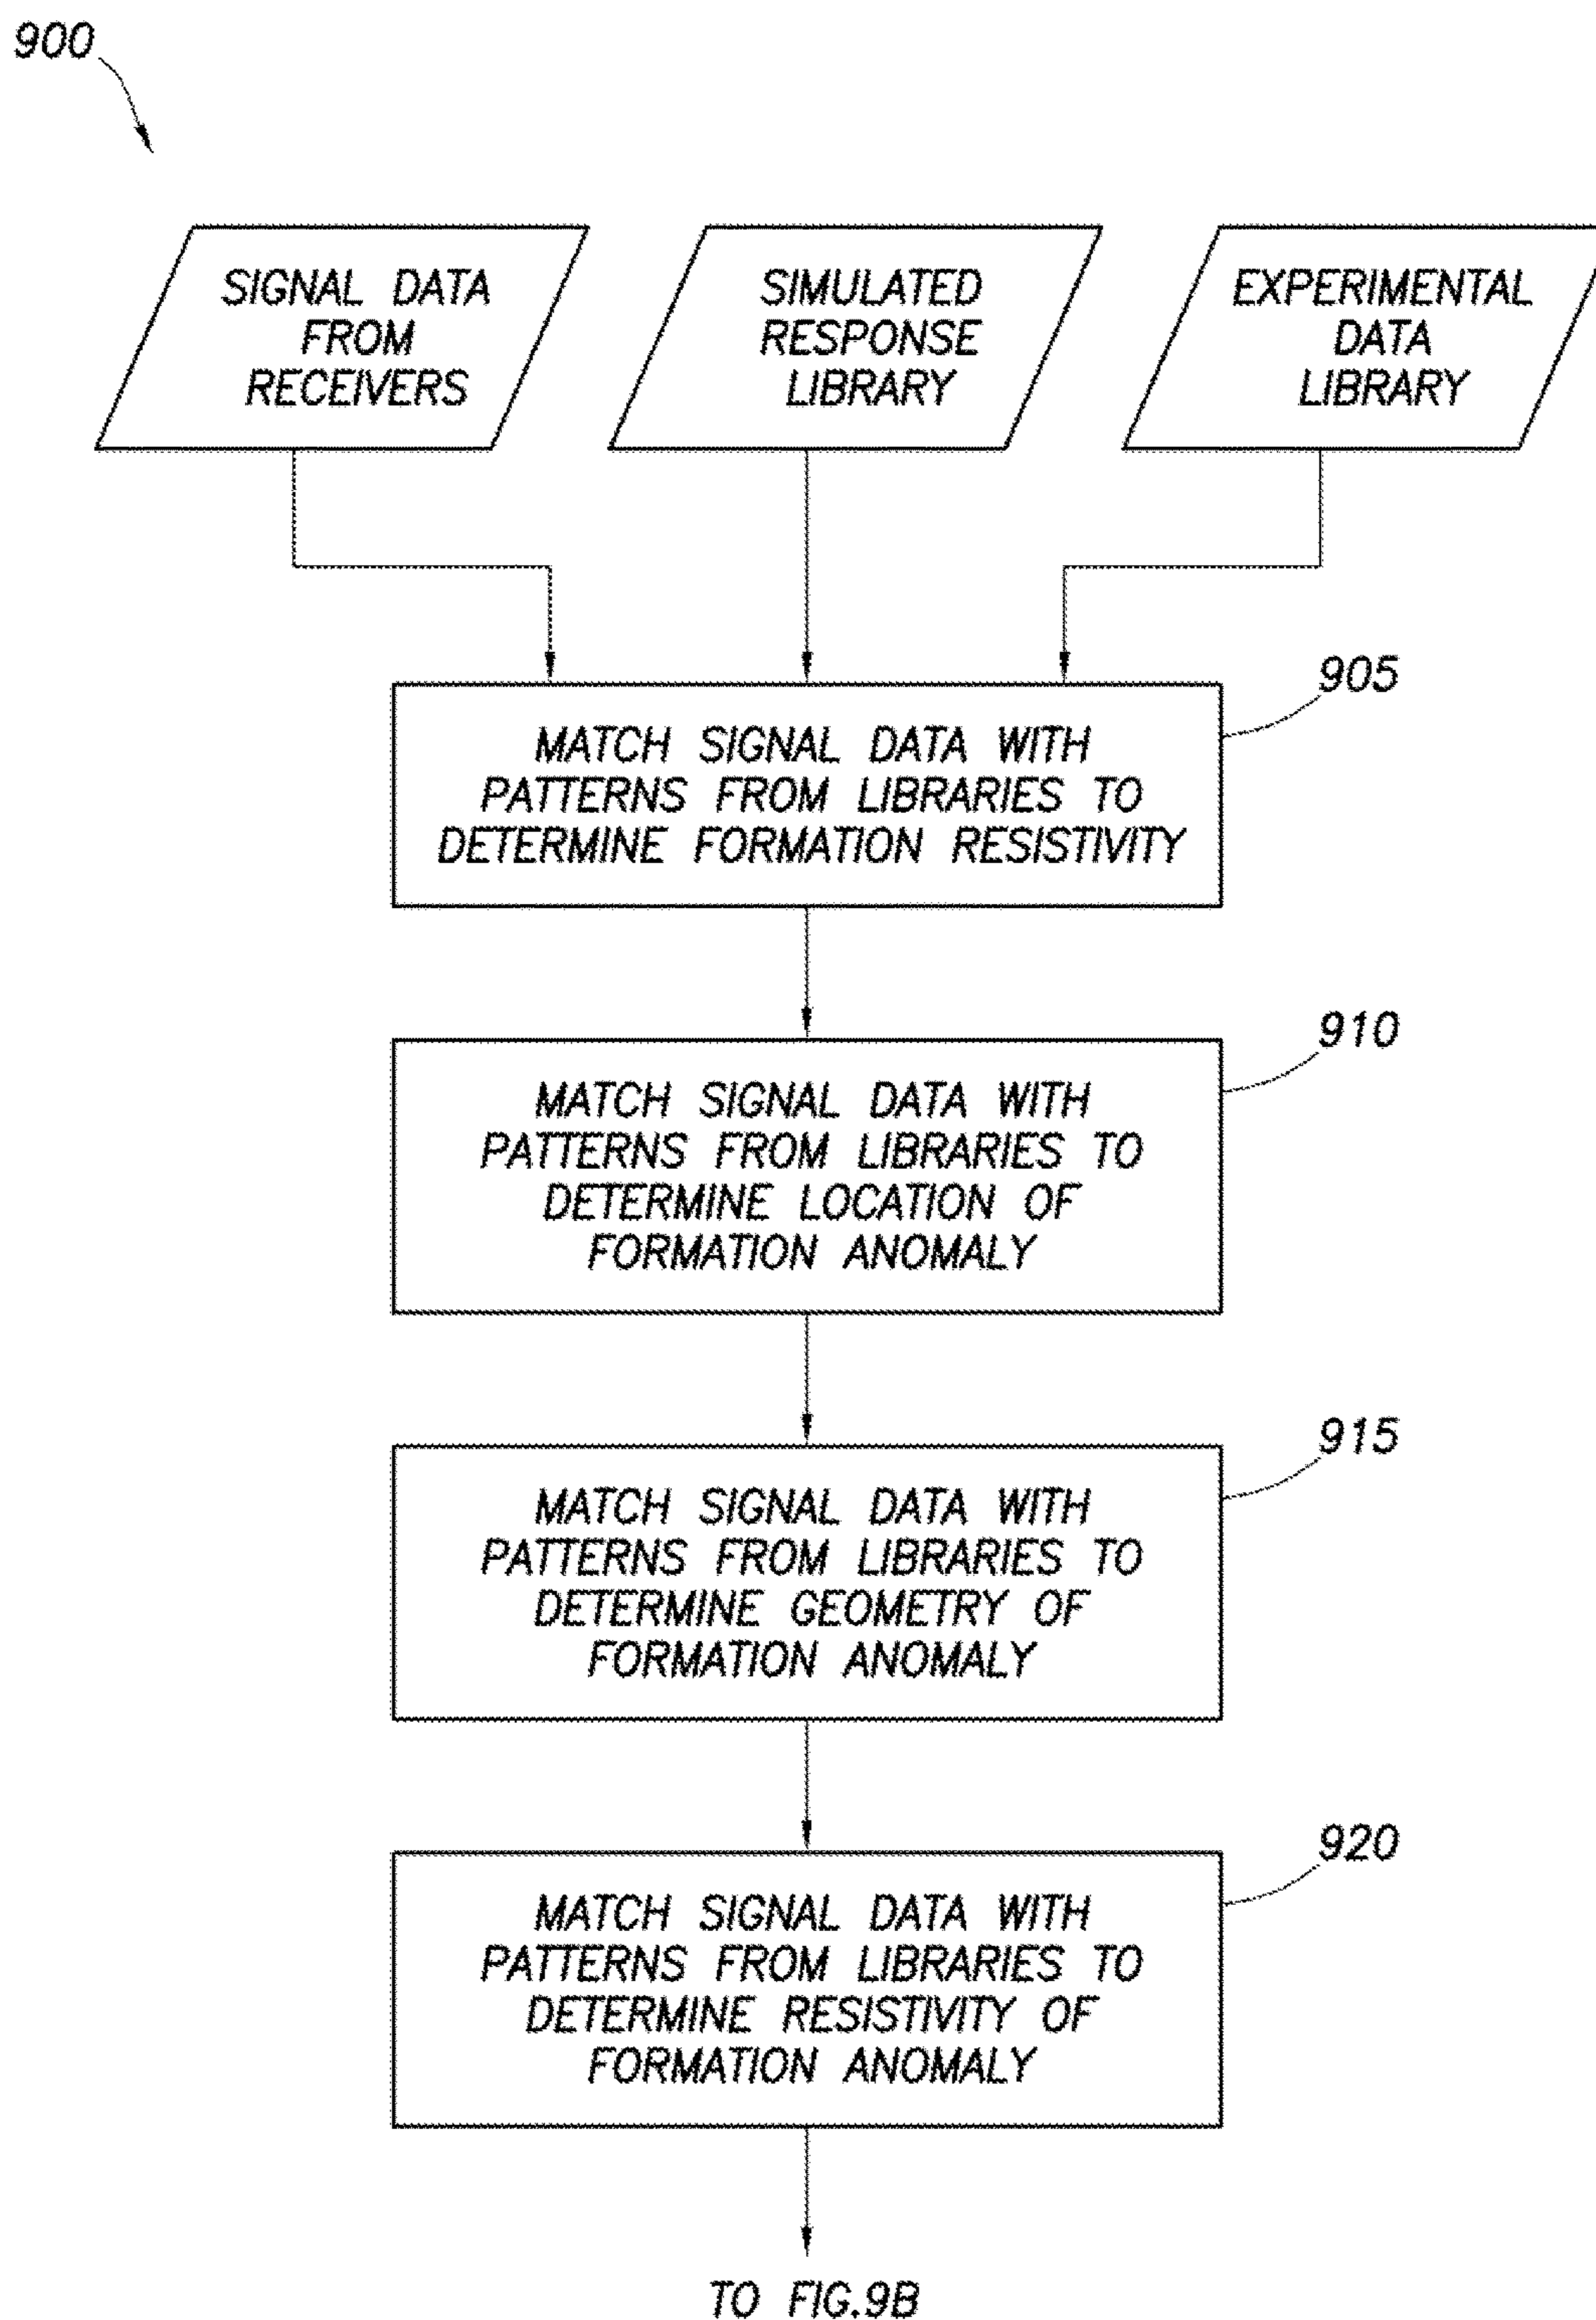 900
SIGNAL DATA
FROM
RECEIVERS
SIMULATED
RESPONSE
LIBRARY
EXPERIMENTAL
DATA
LIBRARY
905
MATCH SIGNAL DATA WITH
PATTERNS FROM LIBRARIES TO
DETERMINE FORMATION RESISTIVITY
910
MATCH SIGNAL DATA WITH
PATTERNS FROM LIBRARIES TO
DETERMINE LOCATION OF
FORMATION ANOMALY
915
MATCH SIGNAL DATA WITH
PATTERNS FROM LIBRARIES TO
DETERMINE GEOMETRY OF
FORMATION ANOMALY
920
MATCH SIGNAL DATA WITH
PATTERNS FROM LIBRARIES TO
DETERMINE RESISTIVITY OF
FORMATION ANOMALY
TO FIG.9B